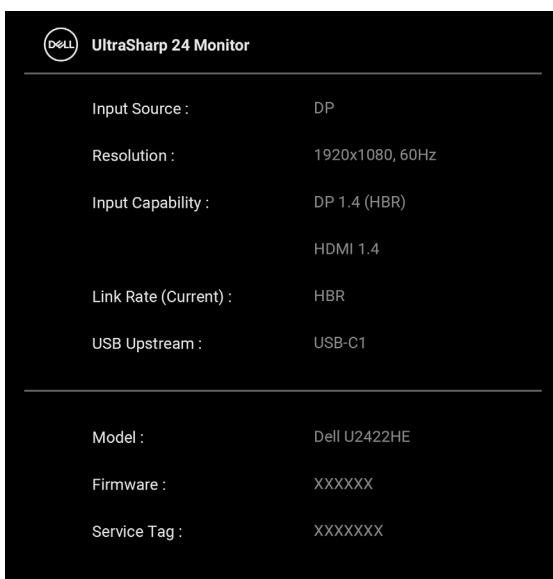 DELL UltraSharp 24 Monitor
Input Source : DP
Resolution : 1920x1080, 60Hz
Input Capability : DP 1.4 (HBR)
HDMI 1.4
Link Rate (Current) : HBR
USB Upstream : USB-C1
Model : Dell U2422HE
Firmware : XXXXXX
Service Tag : XXXXXXX